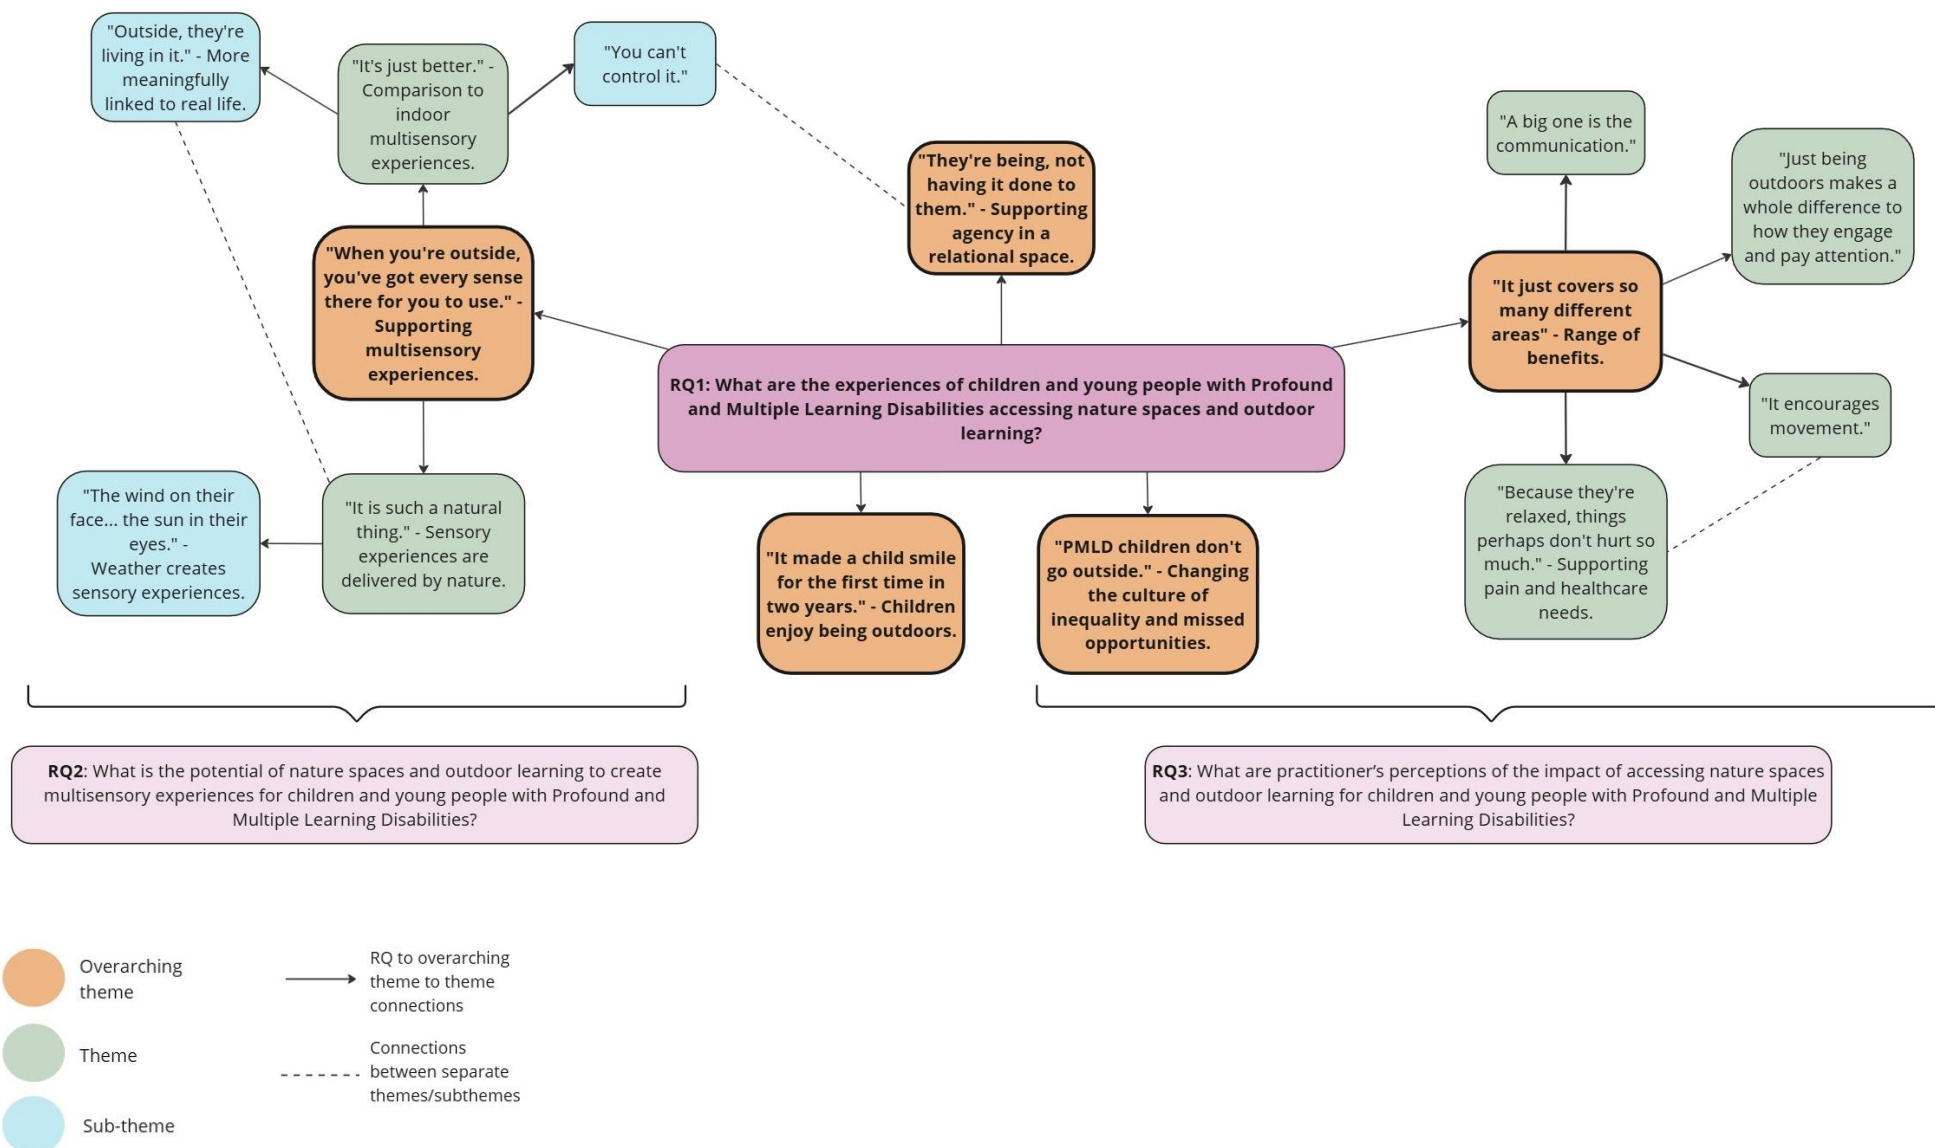 "Outside, they're
living in it." - More
meaningfully
linked to real life.
"It's just better." -
Comparison to
indoor
multisensory
experiences.
"You can't
control it."
"They're being, not
having it done to
them." - Supporting
agency in a
relational space.
"A big one is the
communication."
"Just being
outdoors makes a
whole difference to
how they engage
and pay attention."
"When you're outside,
you've got every sense
there for you to use." -
Supporting
multisensory
experiences.
"It just covers so
many different
areas" - Range of
benefits.
RQ1: What are the experiences of children and young people with Profound
and Multiple Learning Disabilities accessing nature spaces and outdoor
learning?
"It encourages
movement."
"The wind on their
face... the sun in their
eyes." -
Weather creates
sensory experiences.
"It is such a natural
thing." - Sensory
experiences are
delivered by nature.
"It made a child smile
for the first time in
two years." - Children
enjoy being outdoors.
"PMLD children don't
go outside." - Changing
the culture of
inequality and missed
opportunities.
"Because they're
relaxed, things
perhaps don't hurt so
much." - Supporting
pain and healthcare
needs.
RQ2: What is the potential of nature spaces and outdoor learning to create
multisensory experiences for children and young people with Profound and
Multiple Learning Disabilities?
RQ3: What are practitioner’s perceptions of the impact of accessing nature spaces
and outdoor learning for children and young people with Profound and Multiple
Learning Disabilities?
Overarching
theme
RQ to overarching
theme to theme
connections
Theme
Connections
between separate
themes/subthemes
Sub-theme